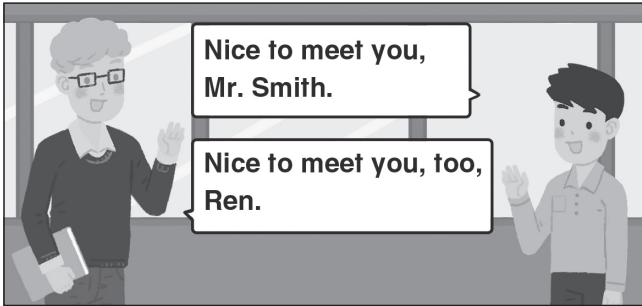 Nice to meet you,
Mr. Smith.
Nice to meet you, too,
Ren.